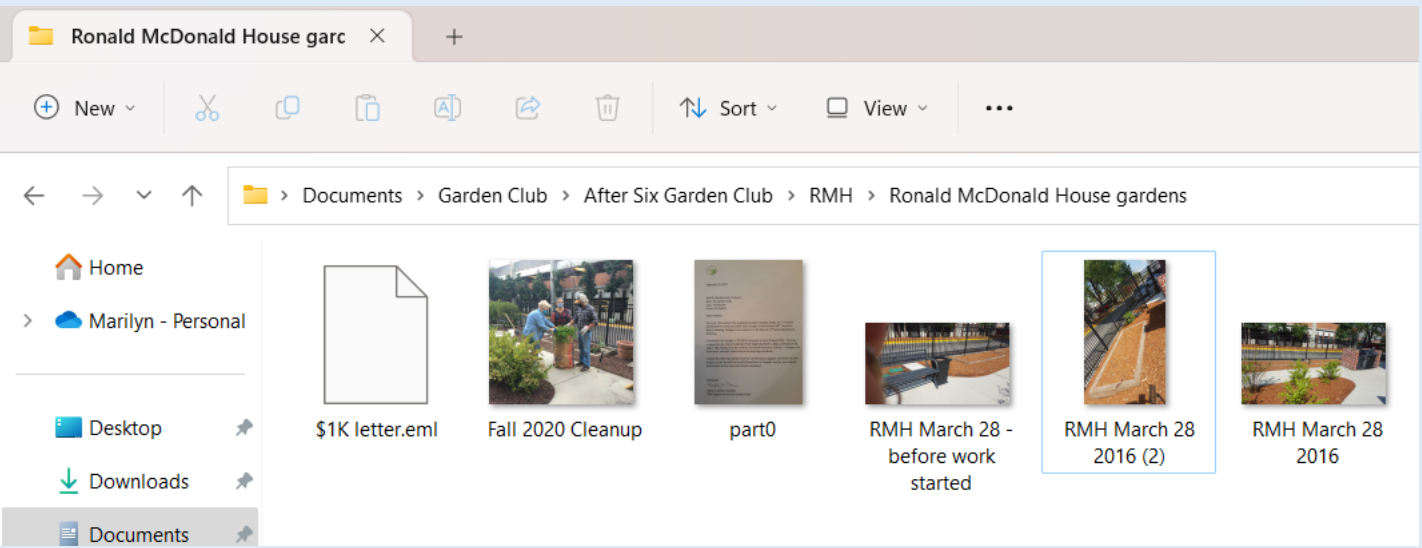 Ronald McDonald House garc
New
Sort
View
Documents > Garden Club > After Six Garden Club > RMH > Ronald McDonald House gardens
Home
Marilyn - Personal
Desktop
Downloads
Documents
$1K letter.eml
Fall 2020 Cleanup
part0
RMH March 28 -
before work
started
RMH March 28
2016 (2)
RMH March 28
2016